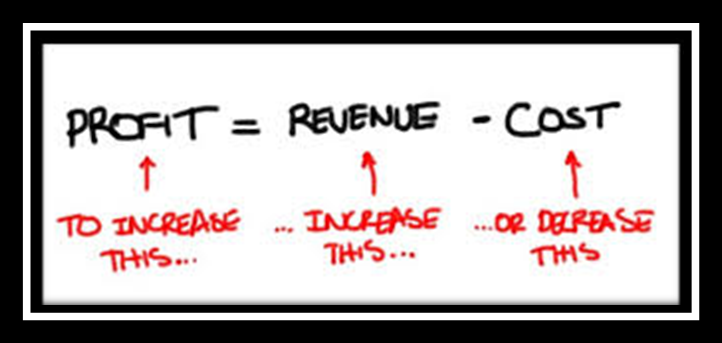 PROFIT = REVENUE - COST
TO INCREASE THIS...
... INCREASE THIS...
...OR DECREASE THIS